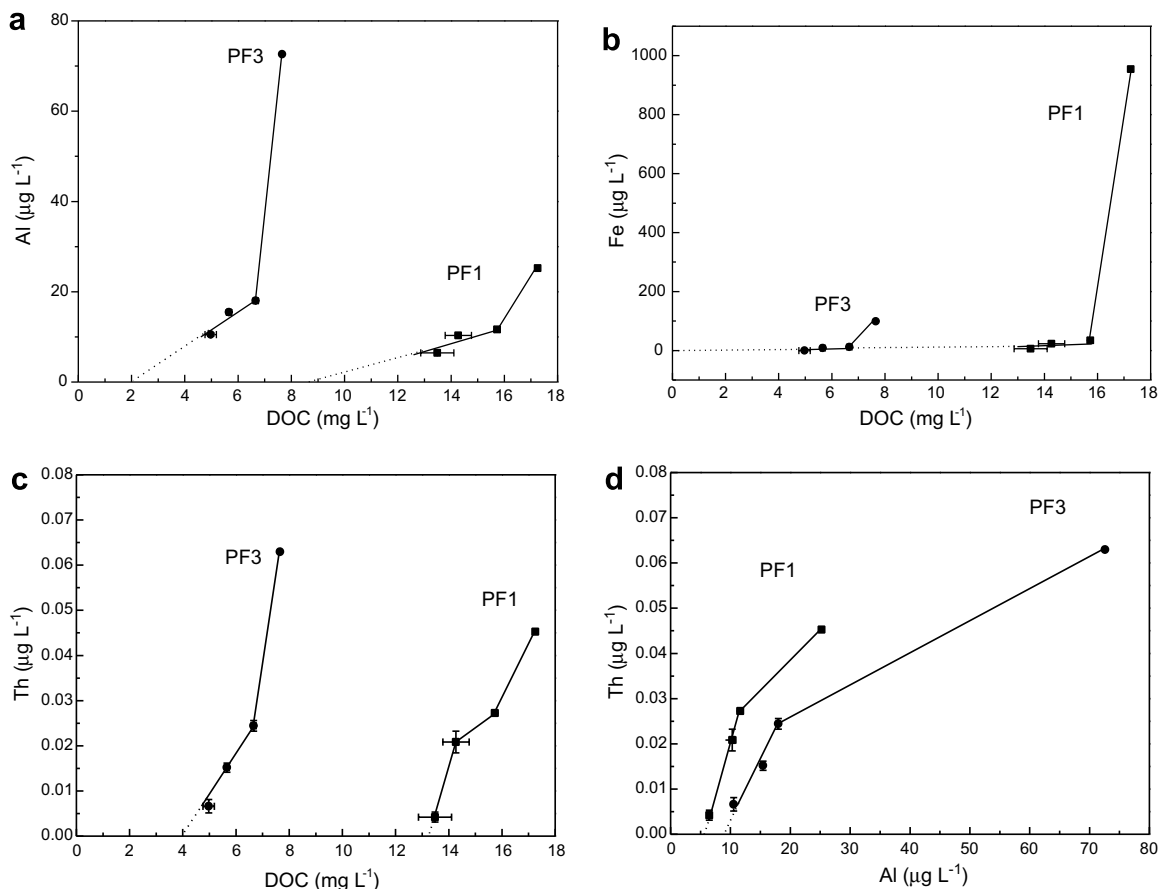 a
80
60
40
20
0
Al (µg L⁻¹)
PF3
PF1
0 2 4 6 8 10 12 14 16 18
DOC (mg L⁻¹)
b
1000
800
600
400
200
0
Fe (µg L⁻¹)
PF1
PF3
0 2 4 6 8 10 12 14 16 18
DOC (mg L⁻¹)
c
0.08
0.07
0.06
0.05
0.04
0.03
0.02
0.01
0.00
Th (µg L⁻¹)
PF3
PF1
0 2 4 6 8 10 12 14 16 18
DOC (mg L⁻¹)
d
0.08
0.07
0.06
0.05
0.04
0.03
0.02
0.01
0.00
Th (µg L⁻¹)
PF3
PF1
0 10 20 30 40 50 60 70 80
Al (µg L⁻¹)